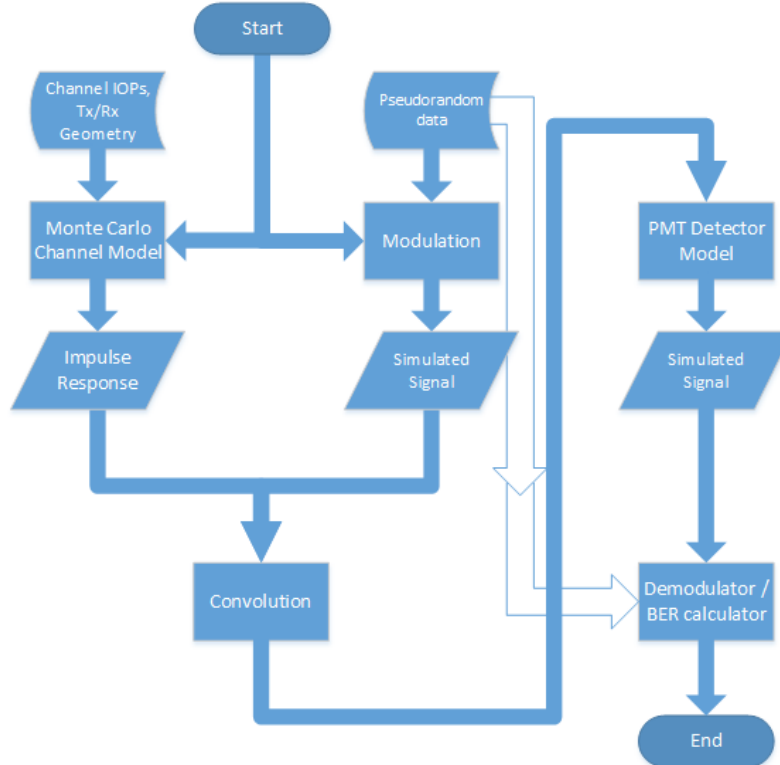 Start
Channel IOPs,
Tx/Rx
Geometry
Pseudorandom
data
Monte Carlo
Channel Model
Modulation
PMT Detector
Model
Impulse
Response
Simulated
Signal
Simulated
Signal
Convolution
Demodulator /
BER calculator
End